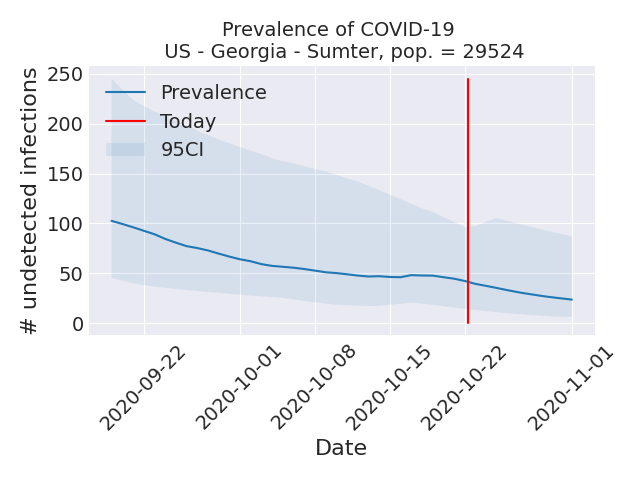 Prevalence of COVID-19
US - Georgia - Sumter, pop. = 29524
# undetected infections
250
200
150
100
50
0
Prevalence
Today
95CI
2020-09-22
2020-10-01
2020-10-08
2020-10-15
2020-10-22
2020-11-01
Date